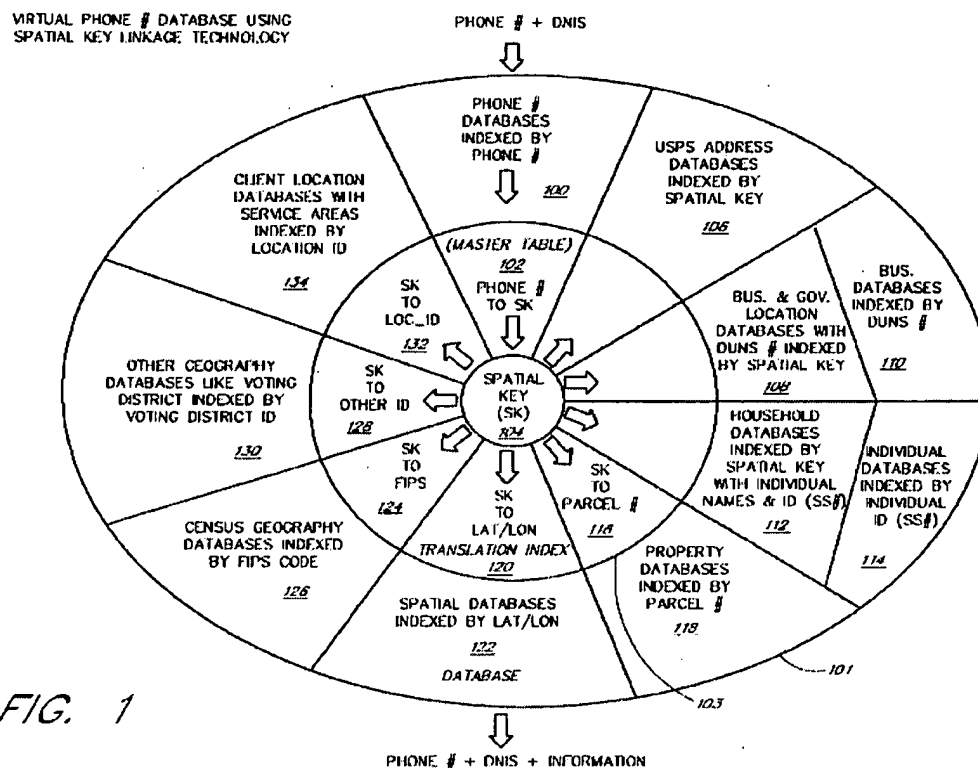 VIRTUAL PHONE # DATABASE USING
SPATIAL KEY LINKAGE TECHNOLOGY
PHONE # + DNIS
PHONE #
DATABASES
INDEXED BY
PHONE #
100
USPS ADDRESS
DATABASES
INDEXED BY
SPATIAL KEY
106
CLIENT LOCATION
DATABASES WITH
SERVICE AREAS
INDEXED BY
LOCATION ID
134
(MASTER TABLE)
102
PHONE #
TO SK
SK
TO
LOC_ID
132
BUS. & GOV.
LOCATION
DATABASES WITH
DUNS # INDEXED
BY SPATIAL KEY
108
BUS.
DATABASES
INDEXED BY
DUNS #
110
OTHER GEOGRAPHY
DATABASES LIKE VOTING
DISTRICT INDEXED BY
VOTING DISTRICT ID
130
SK
TO
OTHER ID
128
SPATIAL
KEY
(SK)
104
HOUSEHOLD
DATABASES
INDEXED BY
SPATIAL KEY
WITH INDIVIDUAL
NAMES & ID (SS#)
112
INDIVIDUAL
DATABASES
INDEXED BY
INDIVIDUAL
ID (SS#)
114
SK
TO
FIPS
124
SK
TO
LAT/LON
TRANSLATION INDEX
120
SK
TO
PARCEL #
116
CENSUS GEOGRAPHY
DATABASES INDEXED
BY FIPS CODE
126
SPATIAL DATABASES
INDEXED BY LAT/LON
122
DATABASE
PROPERTY
DATABASES
INDEXED BY
PARCEL #
118
101
103
FIG. 1
PHONE # + DNIS + INFORMATION